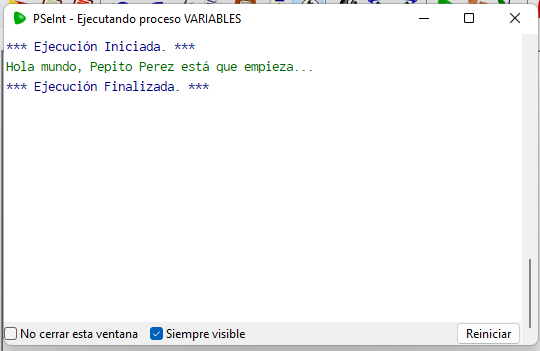 PSeInt - Ejecutando proceso VARIABLES
*** Ejecución Iniciada. ***
Hola mundo, Pepito Perez está que empieza...
*** Ejecución Finalizada. ***
No cerrar esta ventana
Siempre visible
Reiniciar